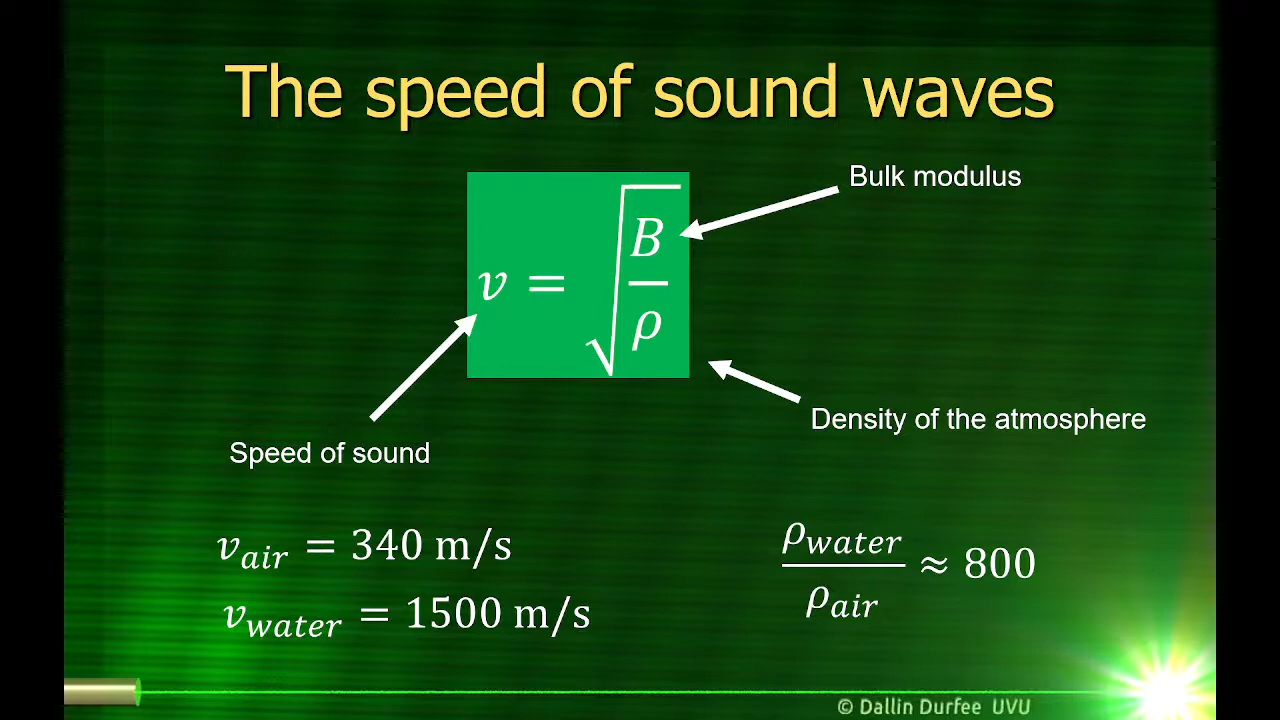 The speed of sound waves
Bulk modulus
v = √(B/ρ)
Density of the atmosphere
Speed of sound
v_air = 340 m/s
ρ_water/ρ_air ≈ 800
v_water = 1500 m/s
© Dallin Durfee UVU